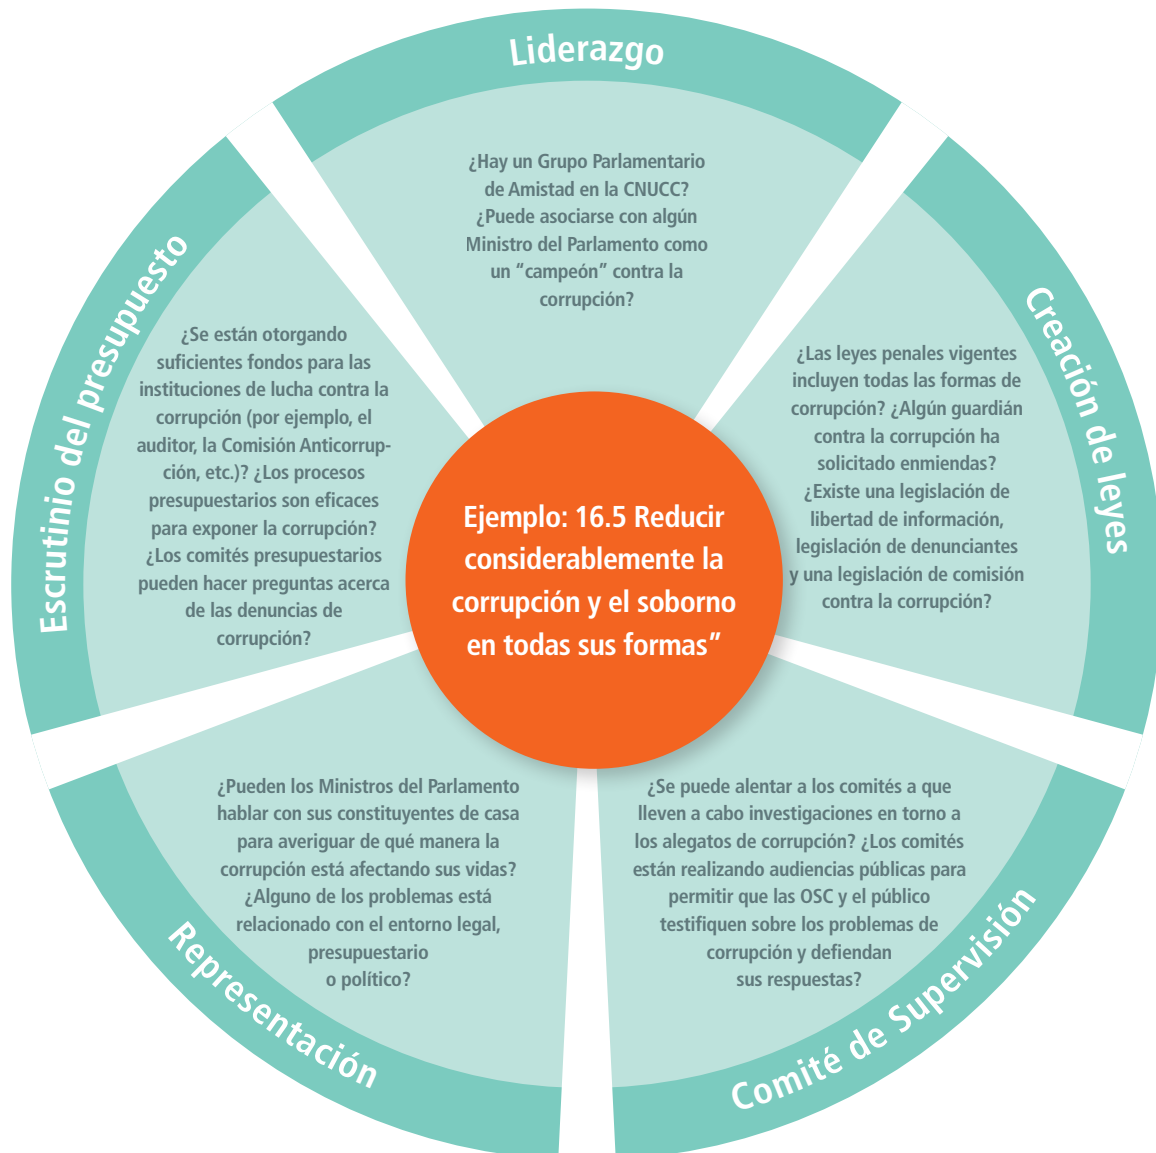 Liderazgo
¿Hay un Grupo Parlamentario
de Amistad en la CNUCC?
¿Puede asociarse con algún
Ministro del Parlamento como
un “campeón” contra la
corrupción?
Creación de leyes
¿Las leyes penales vigentes
incluyen todas las formas de
corrupción? ¿Algún guardián
contra la corrupción ha
solicitado enmiendas?
¿Existe una legislación de
libertad de información,
legislación de denunciantes
y una legislación de comisión
contra la corrupción?
Comité de Supervisión
¿Se puede alentar a los comités a que
lleven a cabo investigaciones en torno a
los alegatos de corrupción? ¿Los comités
están realizando audiencias públicas para
permitir que las OSC y el público
testifiquen sobre los problemas de
corrupción y defiendan
sus respuestas?
Representación
¿Pueden los Ministros del Parlamento
hablar con sus constituyentes de casa
para averiguar de qué manera la
corrupción está afectando sus vidas?
¿Alguno de los problemas está
relacionado con el entorno legal,
presupuestario
o político?
Escrutinio del presupuesto
¿Se están otorgando
suficientes fondos para las
instituciones de lucha contra la
corrupción (por ejemplo, el
auditor, la Comisión Anticorrup-
ción, etc.)? ¿Los procesos
presupuestarios son eficaces
para exponer la corrupción?
¿Los comités presupuestarios
pueden hacer preguntas acerca
de las denuncias de
corrupción?
Ejemplo: 16.5 Reducir
considerablemente la
corrupción y el soborno
en todas sus formas”